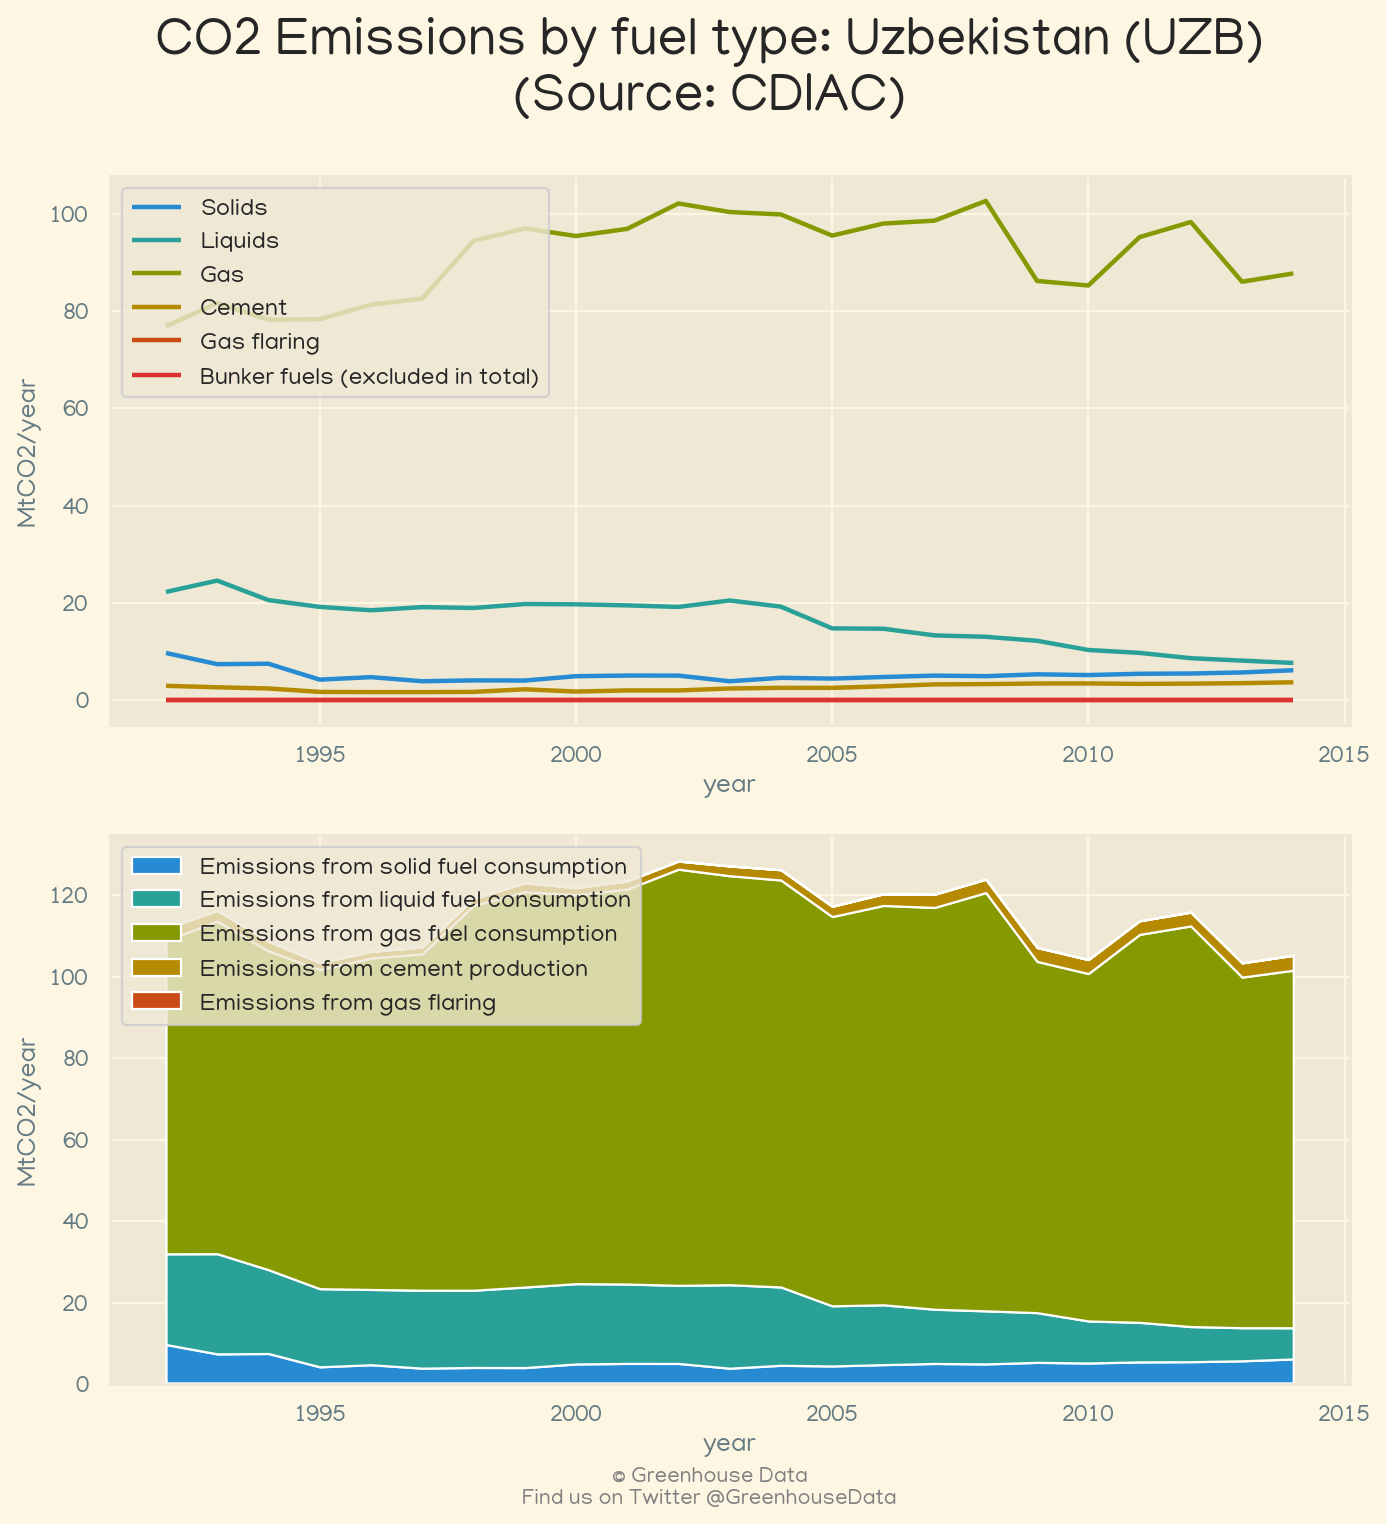 CO2 Emissions by fuel type: Uzbekistan (UZB)
(Source: CDIAC)
Solids
Liquids
Gas
Cement
Gas flaring
Bunker fuels (excluded in total)
100
80
60
40
20
0
MtCO2/year
1995 2000 2005 2010 2015
year
Emissions from solid fuel consumption
Emissions from liquid fuel consumption
Emissions from gas fuel consumption
Emissions from cement production
Emissions from gas flaring
120
100
80
60
40
20
0
MtCO2/year
1995 2000 2005 2010 2015
year
© Greenhouse Data
Find us on Twitter @GreenhouseData